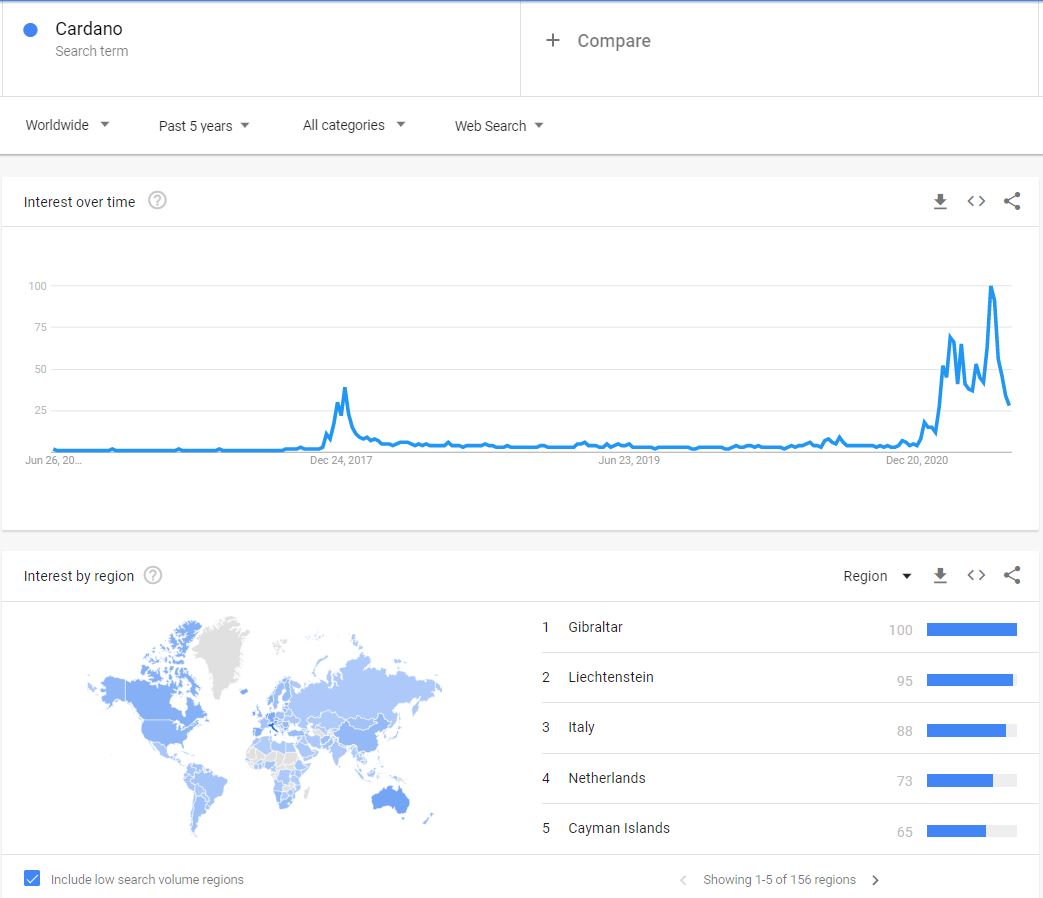 Cardano
Search term
+ Compare
Worldwide
Past 5 years
All categories
Web Search
Interest over time ?
100
75
50
25
Jun 26, 20...
Dec 24, 2017
Jun 23, 2019
Dec 20, 2020
Interest by region ?
Region
1 Gibraltar 100
2 Liechtenstein 95
3 Italy 88
4 Netherlands 73
5 Cayman Islands 65
Include low search volume regions
Showing 1-5 of 156 regions